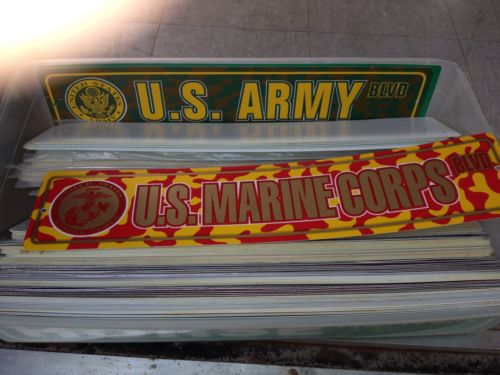 U.S. ARMY BLVD
U.S. MARINE CORPS BLVD